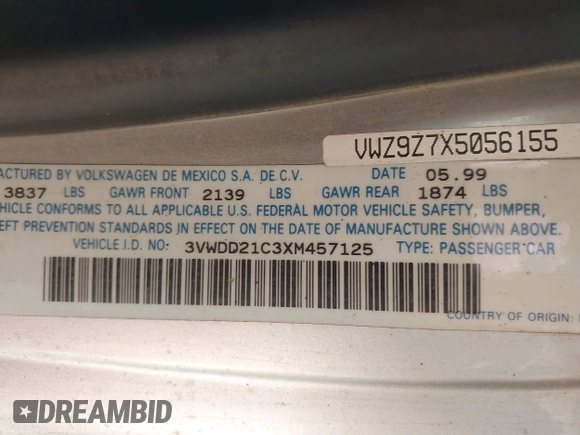 VWZ9Z7X5056155
ACTURED BY VOLKSWAGEN DE MEXICO S.A. DE C.V. DATE 05.99
3837 LBS GAWR FRONT 2139 LBS GAWR REAR 1874 LBS
EHICLE CONFORMS TO ALL APPLICABLE U.S. FEDERAL MOTOR VEHICLE SAFETY, BUMPER,
EFT PREVENTION STANDARDS IN EFFECT ON THE DATE OF MANUFACTURE SHOWN ABOVE.
VEHICLE I.D. NO: 3VWDD21C3XM457125 TYPE: PASSENGER CAR
COUNTRY OF ORIGIN:
DREAMBID